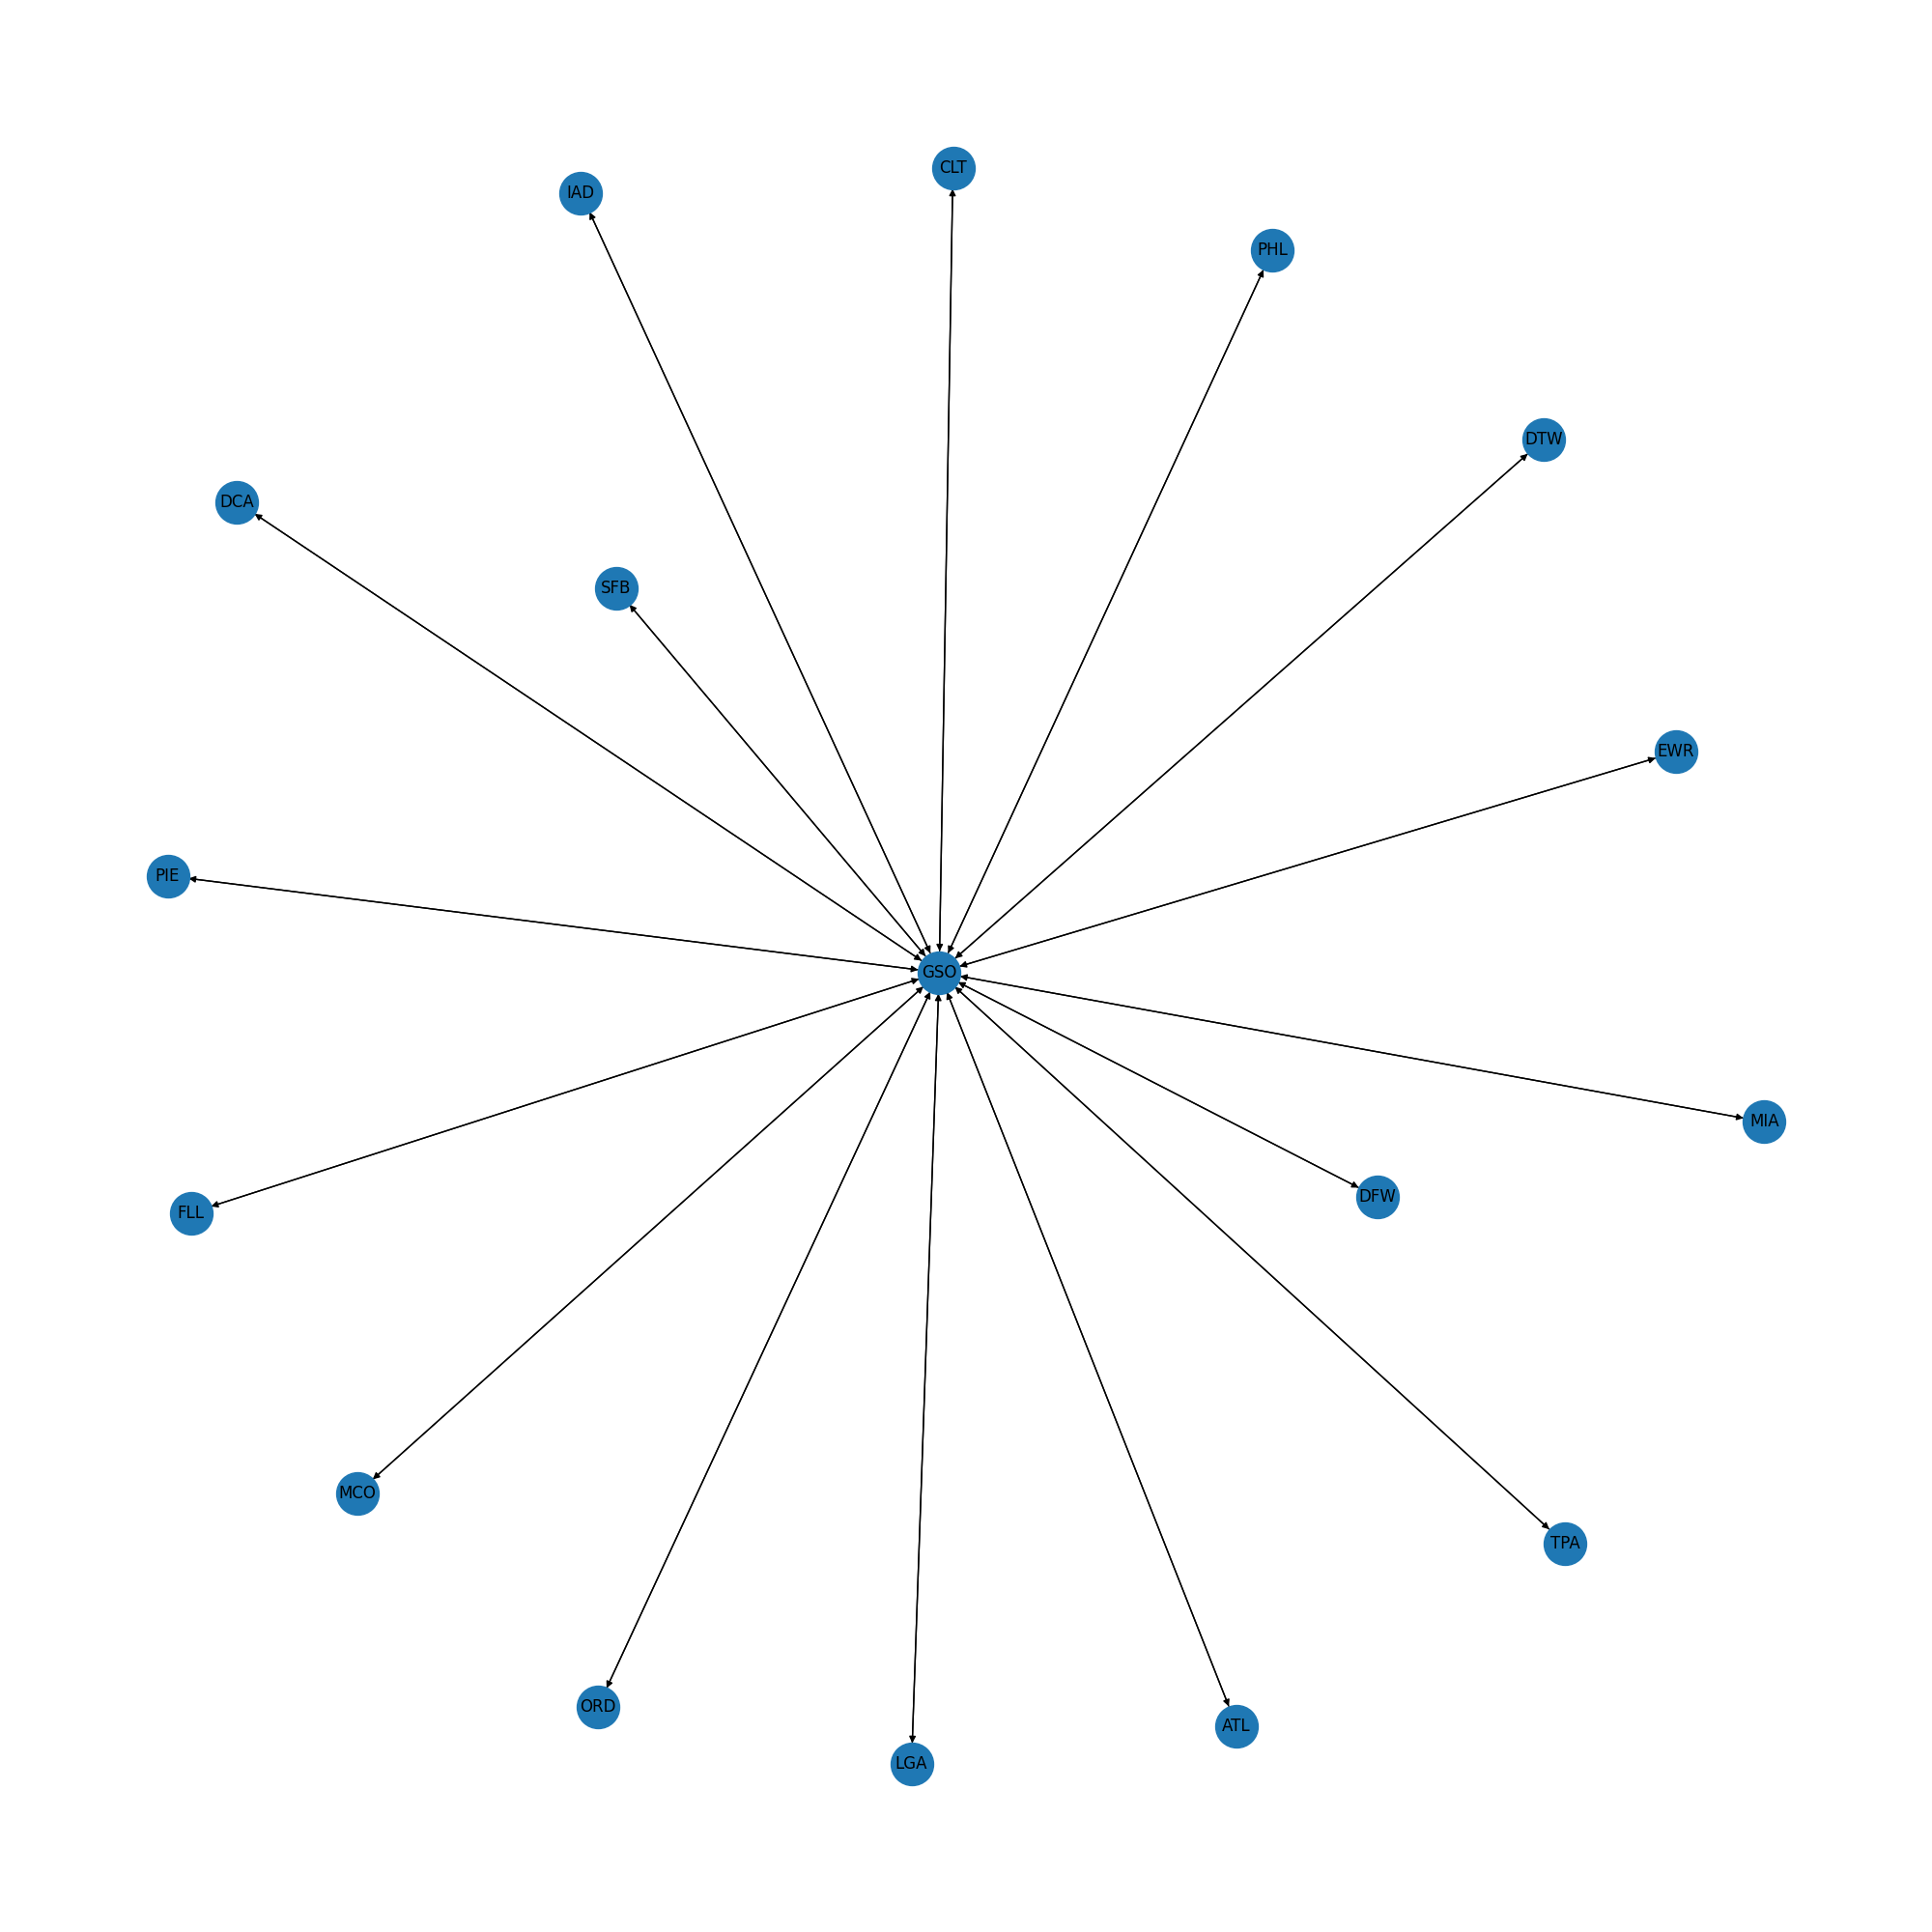 CLT
IAD
PHL
DTW
DCA
SFB
EWR
PIE
GSO
MIA
DFW
FLL
MCO
TPA
ORD
ATL
LGA